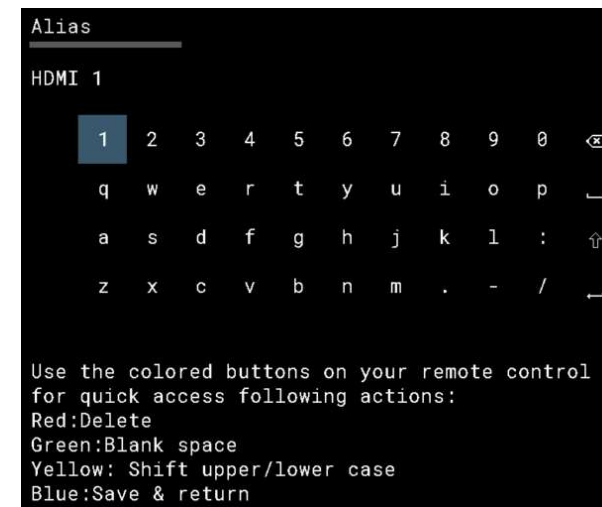 Alias
HDMI 1
1 2 3 4 5 6 7 8 9 0
q w e r t y u i o p
a s d f g h j k l :
z x c v b n m . - /
Use the colored buttons on your remote control
for quick access following actions:
Red:Delete
Green:Blank space
Yellow: Shift upper/lower case
Blue:Save & return